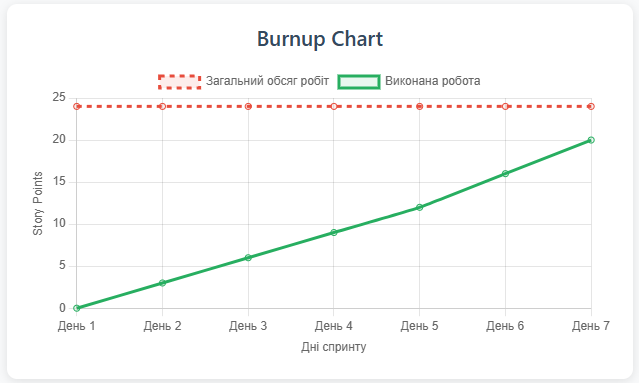 Burnup Chart
Загальний обсяг робіт Виконана робота
25
20
15
10
5
0
Story Points
День 1 День 2 День 3 День 4 День 5 День 6 День 7
Дні спринту